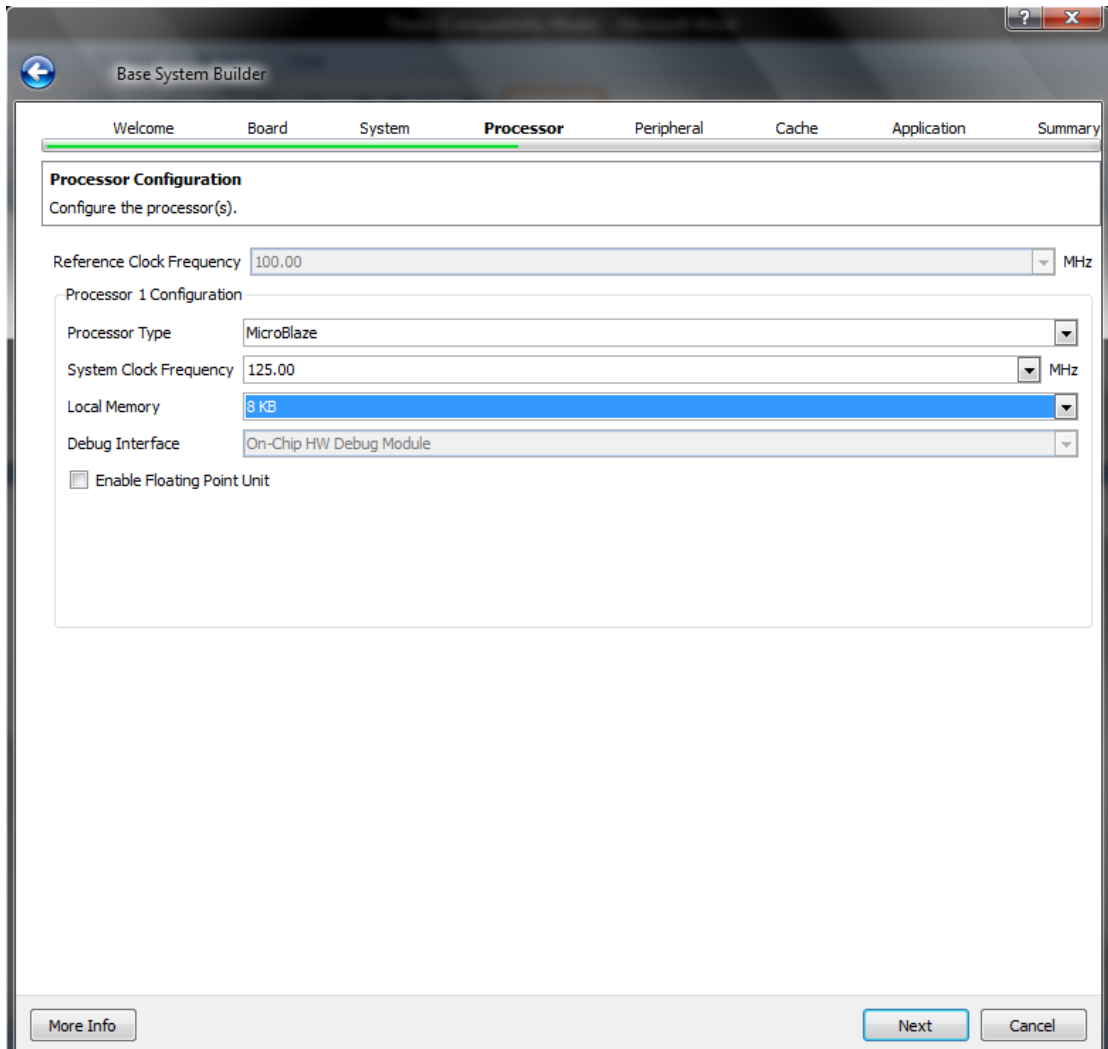 ?
X
Base System Builder
Welcome Board System Processor Peripheral Cache Application Summary
Processor Configuration
Configure the processor(s).
Reference Clock Frequency 100.00 MHz
Processor 1 Configuration
Processor Type MicroBlaze
System Clock Frequency 125.00 MHz
Local Memory 8 KB
Debug Interface On-Chip HW Debug Module
Enable Floating Point Unit
More Info Next Cancel